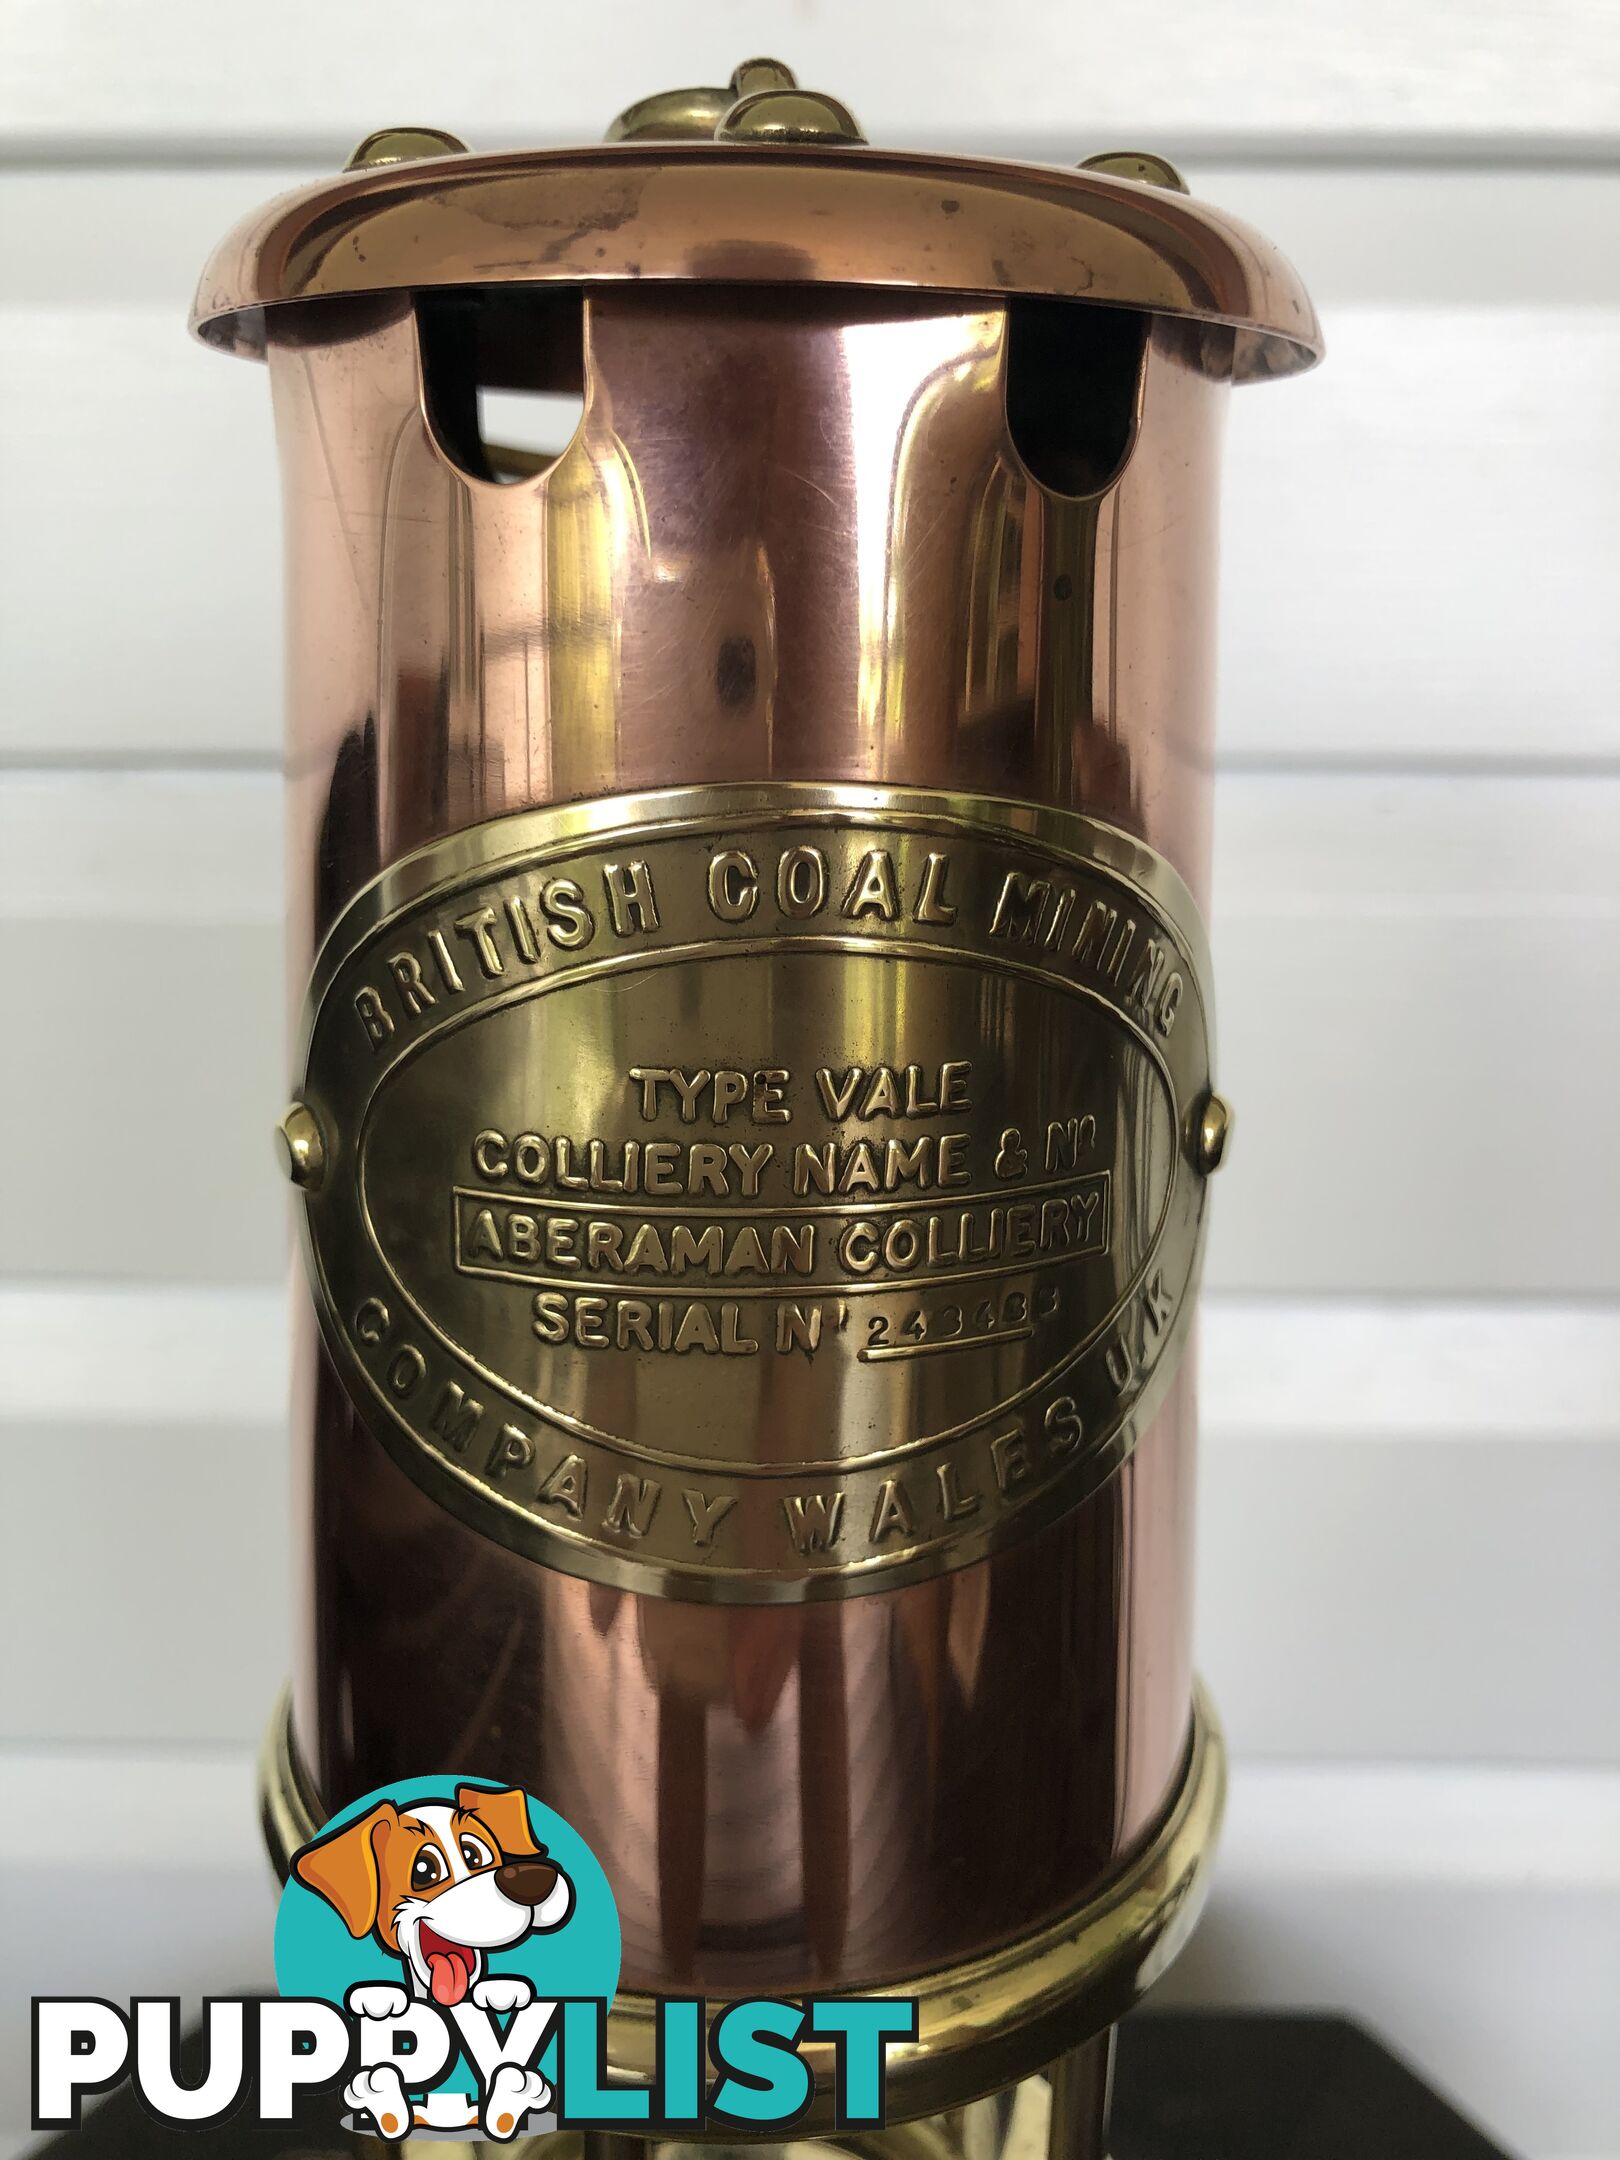 BRITISH COAL MINING
TYPE VALE
COLLIERY NAME & Nº
ABERAMAN COLLIERY
SERIAL Nº
COMPANY WALES U.K
PUPPYLIST